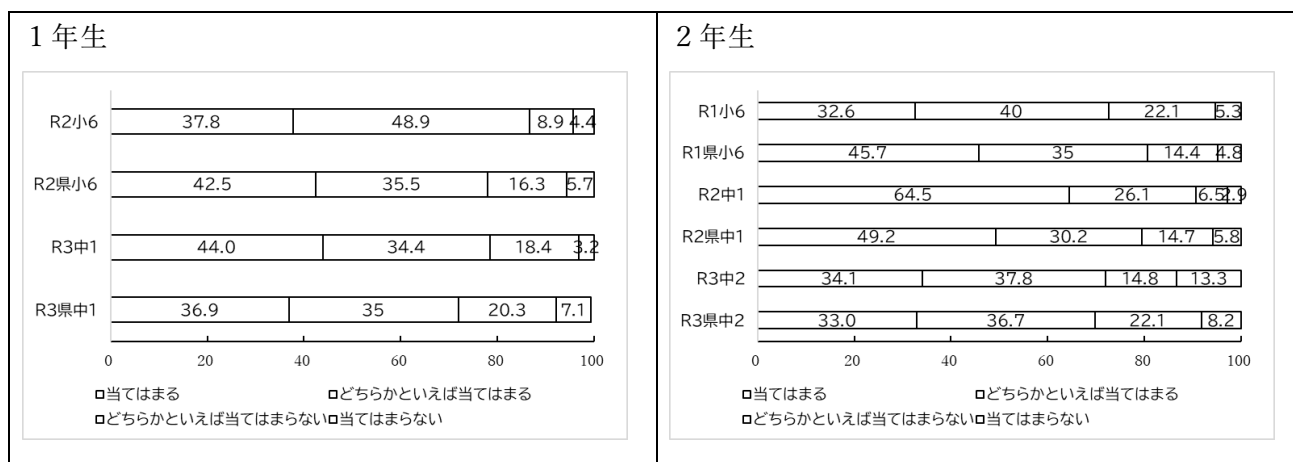 1年生
R2小6 37.8 48.9 8.9 4.4
R2県小6 42.5 35.5 16.3 5.7
R3中1 44.0 34.4 18.4 3.2
R3県中1 36.9 35 20.3 7.1
0 20 40 60 80 100
□当てはまる □どちらかといえば当てはまる
□どちらかといえば当てはまらない□当てはまらない
2年生
R1小6 32.6 40 22.1 5.3
R1県小6 45.7 35 14.4 4.8
R2中1 64.5 26.1 6.5 2.9
R2県中1 49.2 30.2 14.7 5.8
R3中2 34.1 37.8 14.8 13.3
R3県中2 33.0 36.7 22.1 8.2
0 20 40 60 80 100
□当てはまる □どちらかといえば当てはまる
□どちらかといえば当てはまらない□当てはまらない